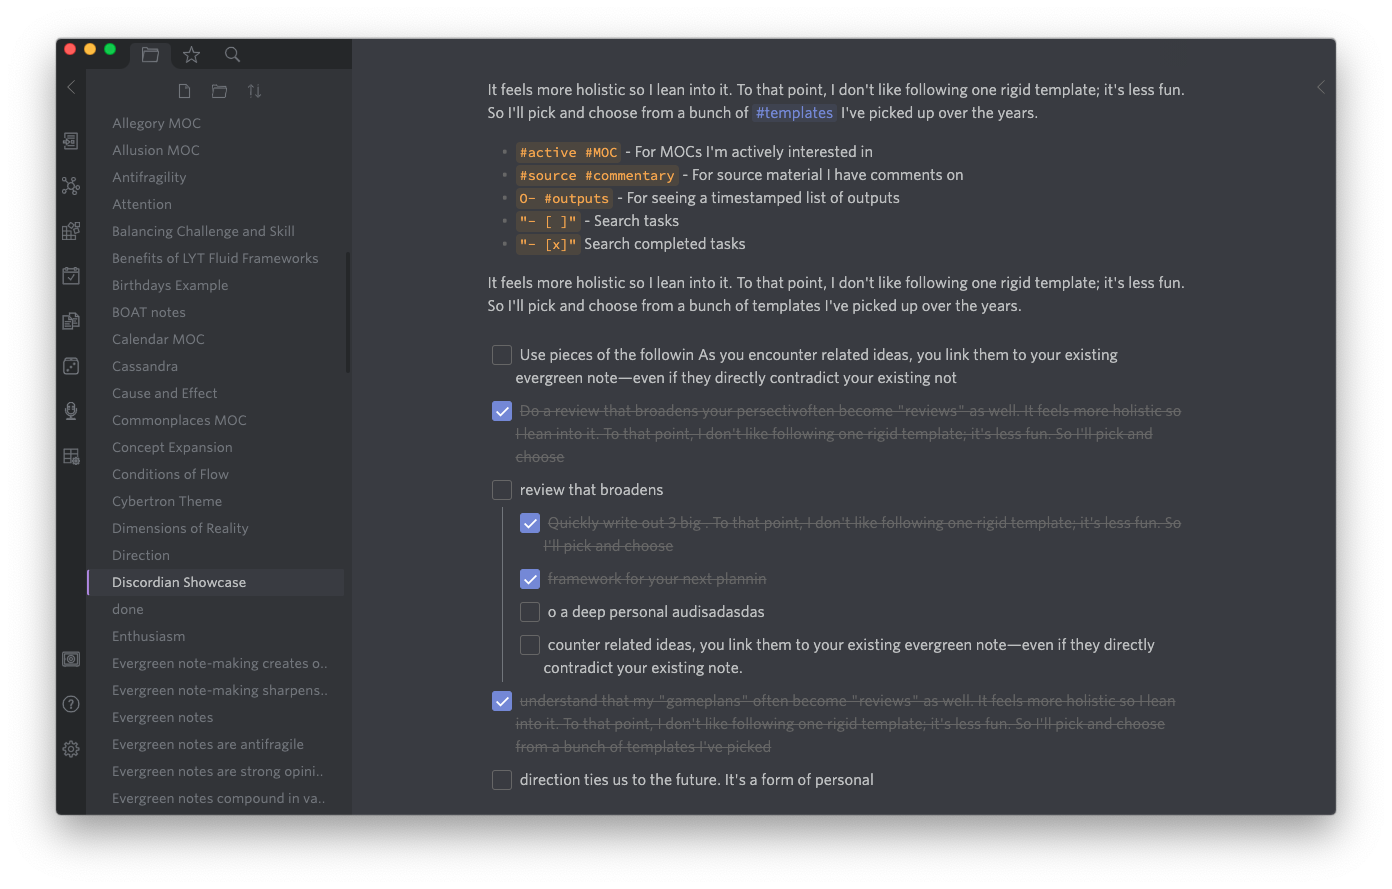 Allegory MOC
Allusion MOC
Antifragility
Attention
Balancing Challenge and Skill
Benefits of LYT Fluid Frameworks
Birthdays Example
BOAT notes
Calendar MOC
Cassandra
Cause and Effect
Commonplaces MOC
Concept Expansion
Conditions of Flow
Cybertron Theme
Dimensions of Reality
Direction
Discordian Showcase
done
Enthusiasm
Evergreen note-making creates o..
Evergreen note-making sharpens..
Evergreen notes
Evergreen notes are antifragile
Evergreen notes are strong opini..
Evergreen notes compound in va..
It feels more holistic so I lean into it. To that point, I don't like following one rigid template; it's less fun.
So I'll pick and choose from a bunch of #templates I've picked up over the years.
#active #MOC - For MOCs I'm actively interested in
#source #commentary - For source material I have comments on
O- #outputs - For seeing a timestamped list of outputs
"- [ ]" - Search tasks
"- [x]" Search completed tasks
It feels more holistic so I lean into it. To that point, I don't like following one rigid template; it's less fun.
So I'll pick and choose from a bunch of templates I've picked up over the years.
Use pieces of the followin As you encounter related ideas, you link them to your existing
evergreen note—even if they directly contradict your existing not
Do a review that broadens your persectivoften become "reviews" as well. It feels more holistic so
I lean into it. To that point, I don't like following one rigid template; it's less fun. So I'll pick and
choose
review that broadens
Quickly write out 3 big . To that point, I don't like following one rigid template; it's less fun. So
I'll pick and choose
framework for your next plannin
o a deep personal audisadasdas
counter related ideas, you link them to your existing evergreen note—even if they directly
contradict your existing note.
understand that my "gameplans" often become "reviews" as well. It feels more holistic so I lean
into it. To that point, I don't like following one rigid template; it's less fun. So I'll pick and choose
from a bunch of templates I've picked
direction ties us to the future. It's a form of personal